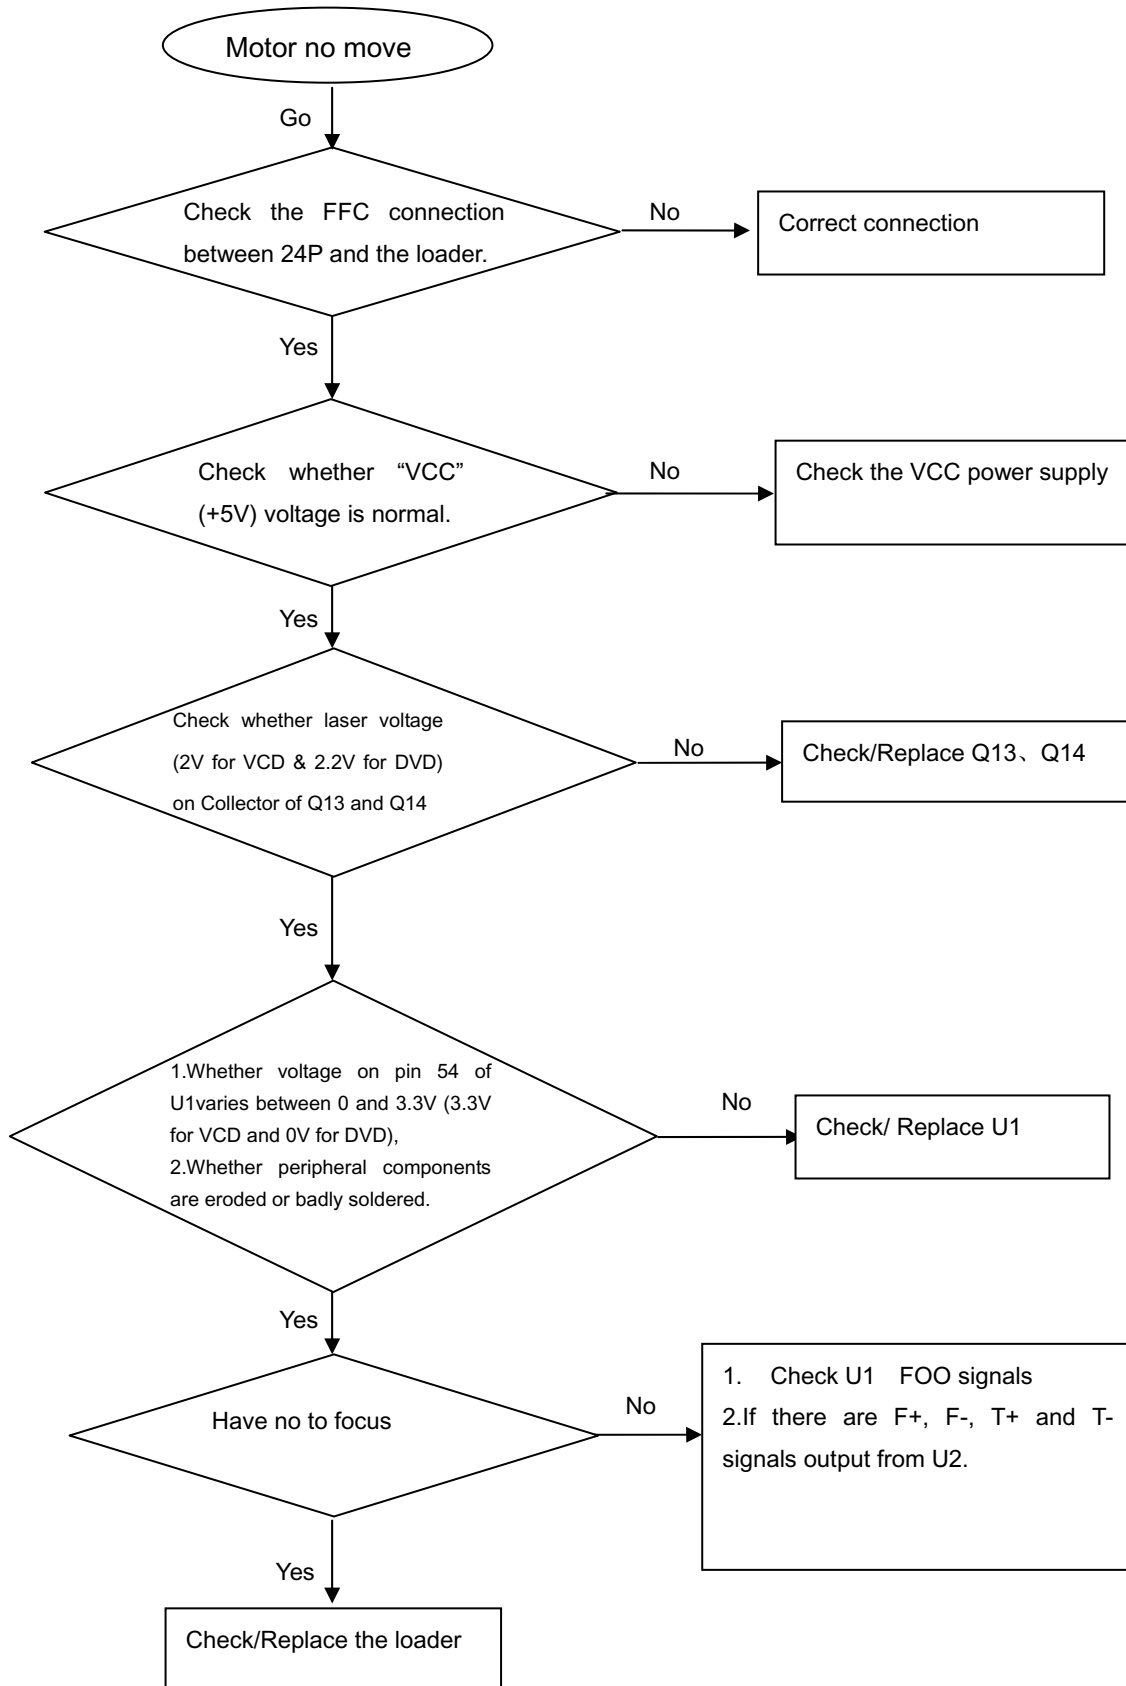 Motor no move
Go
Check the FFC connection
between 24P and the loader.
No
Correct connection
Yes
Check whether “VCC”
(+5V) voltage is normal.
No
Check the VCC power supply
Yes
Check whether laser voltage
(2V for VCD & 2.2V for DVD)
on Collector of Q13 and Q14
No
Check/Replace Q13、Q14
Yes
1.Whether voltage on pin 54 of
U1varies between 0 and 3.3V (3.3V
for VCD and 0V for DVD),
2.Whether peripheral components
are eroded or badly soldered.
No
Check/ Replace U1
Yes
Have no to focus
No
1. Check U1 FOO signals
2.If there are F+, F-, T+ and T-
signals output from U2.
Yes
Check/Replace the loader